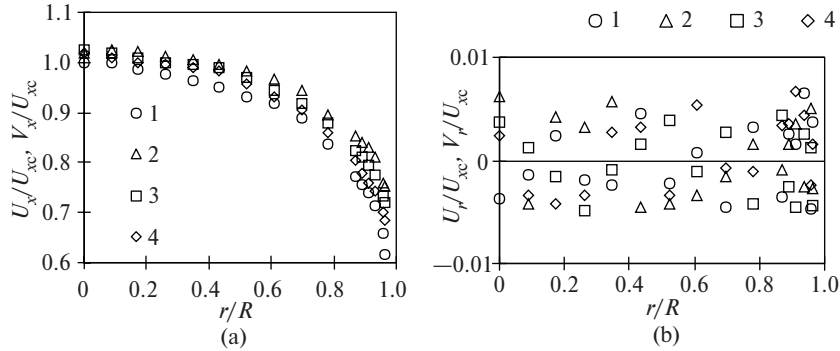 1 2 3 4
1.1
1.0
0.9
0.8
0.7
0.6
U_x/U_xc, V_x/U_xc
1
2
3
4
0 0.2 0.4 0.6 0.8 1.0
r/R
(a)
0.01
0
−0.01
U_r/U_xc, V_r/U_xc
0 0.2 0.4 0.6 0.8 1.0
r/R
(b)